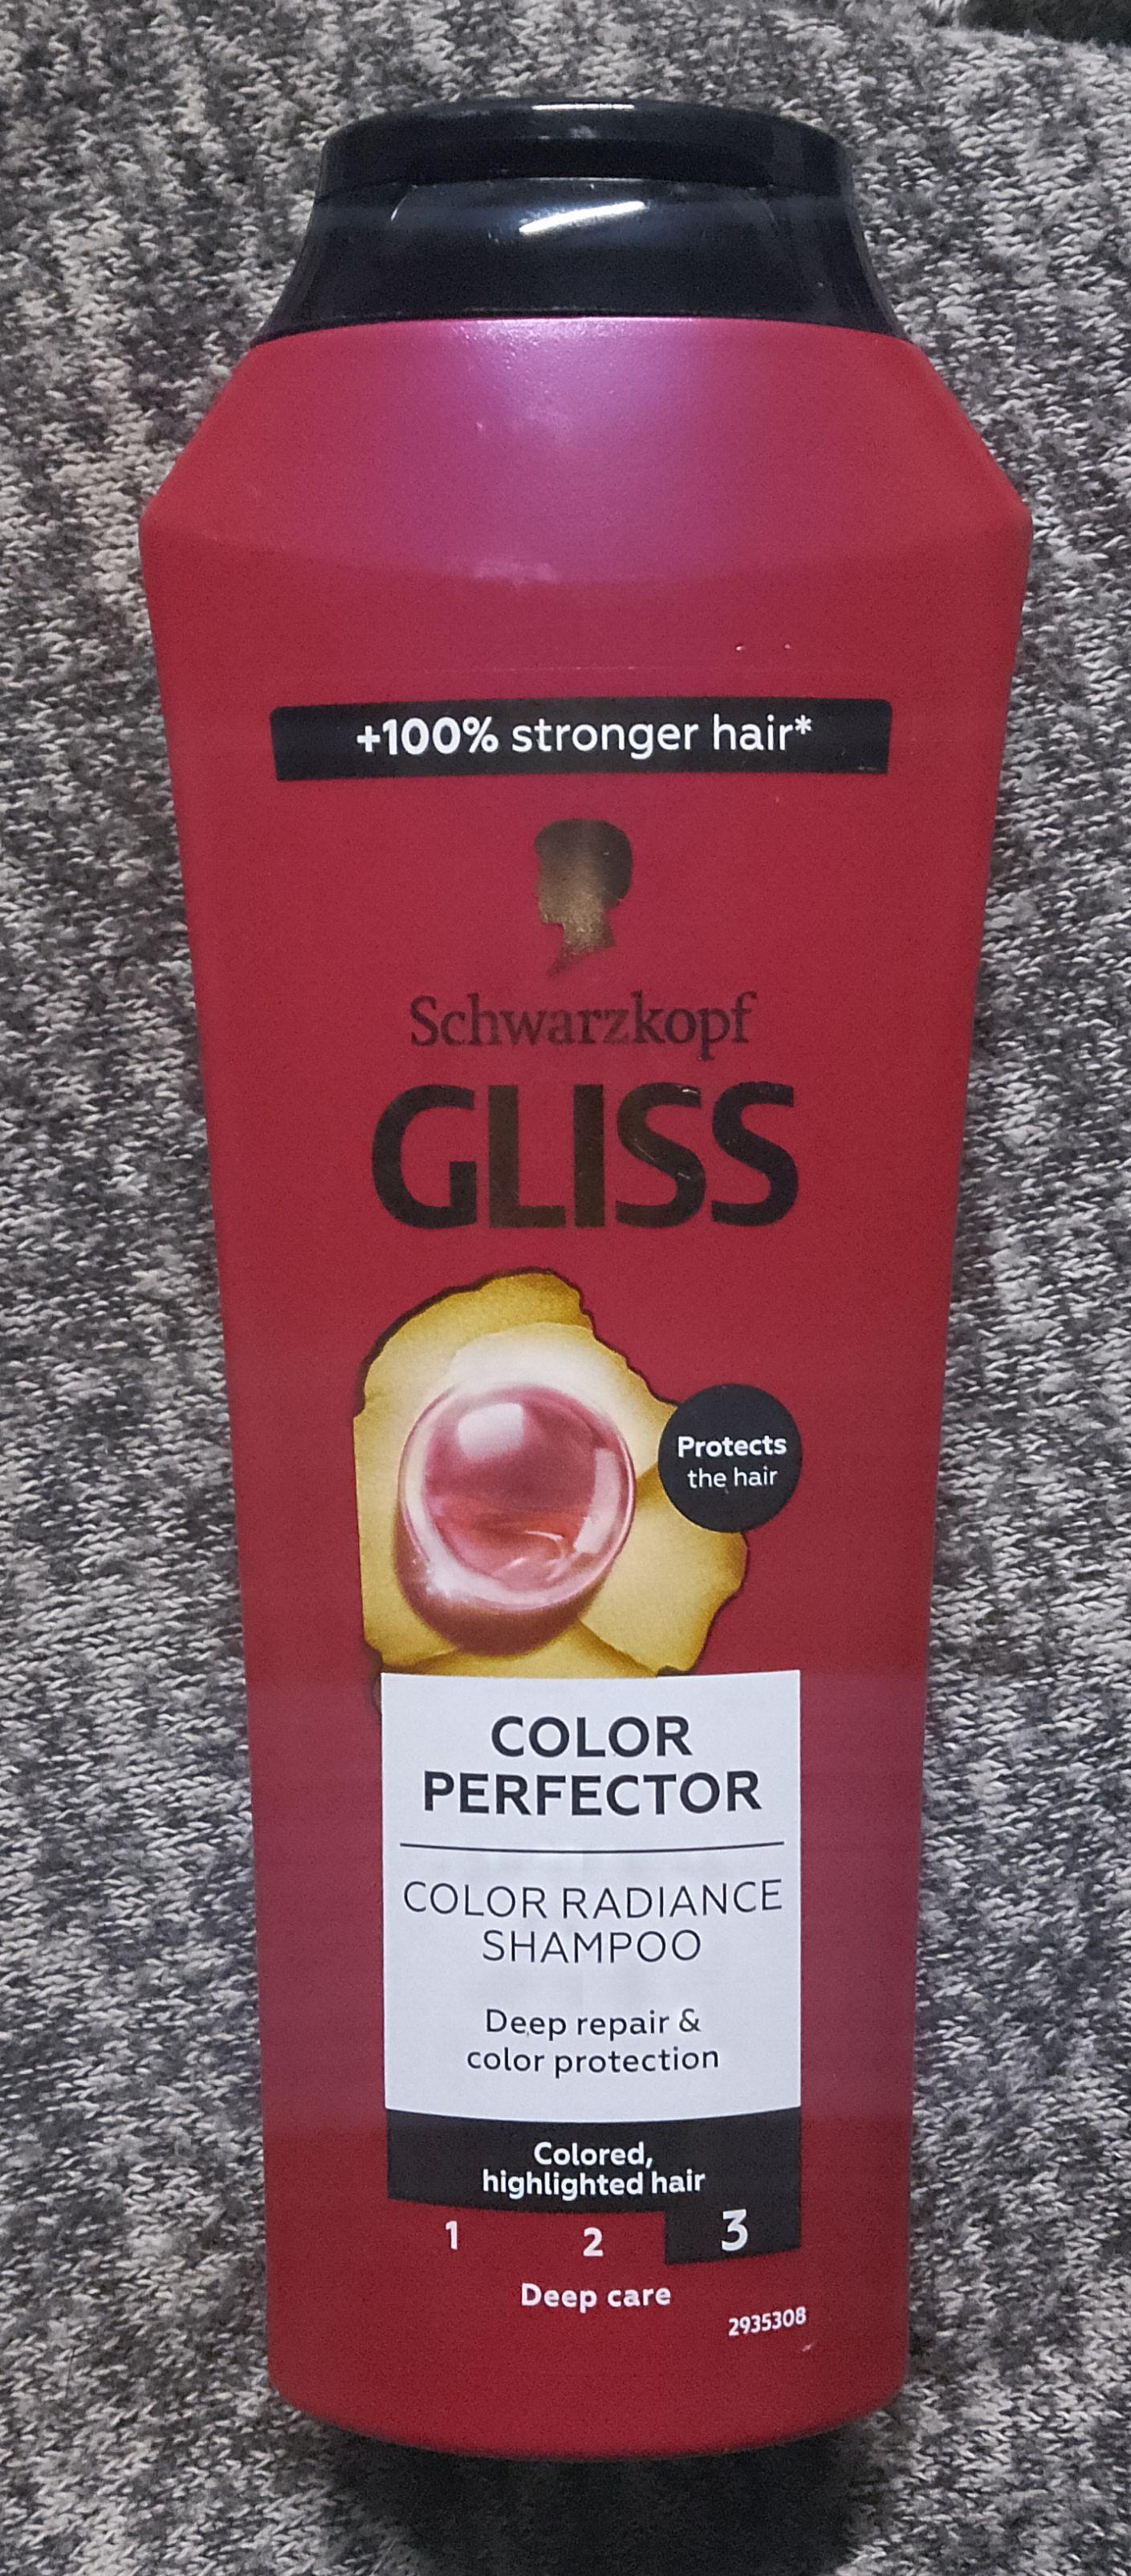 +100% stronger hair*
Schwarzkopf
GLISS
Protects
the hair
COLOR
PERFECTOR
COLOR RADIANCE
SHAMPOO
Deep repair &
color protection
Colored,
highlighted hair
1 2 3
Deep care
2935308